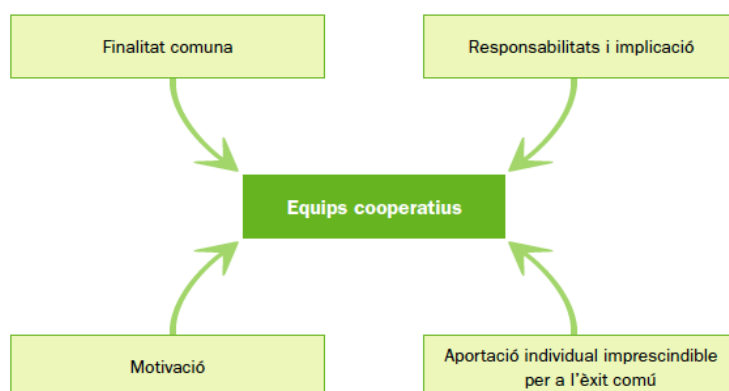 Finalitat comuna
Responsabilitats i implicació
Equips cooperatius
Motivació
Aportació individual imprescindible
per a l'èxit comú